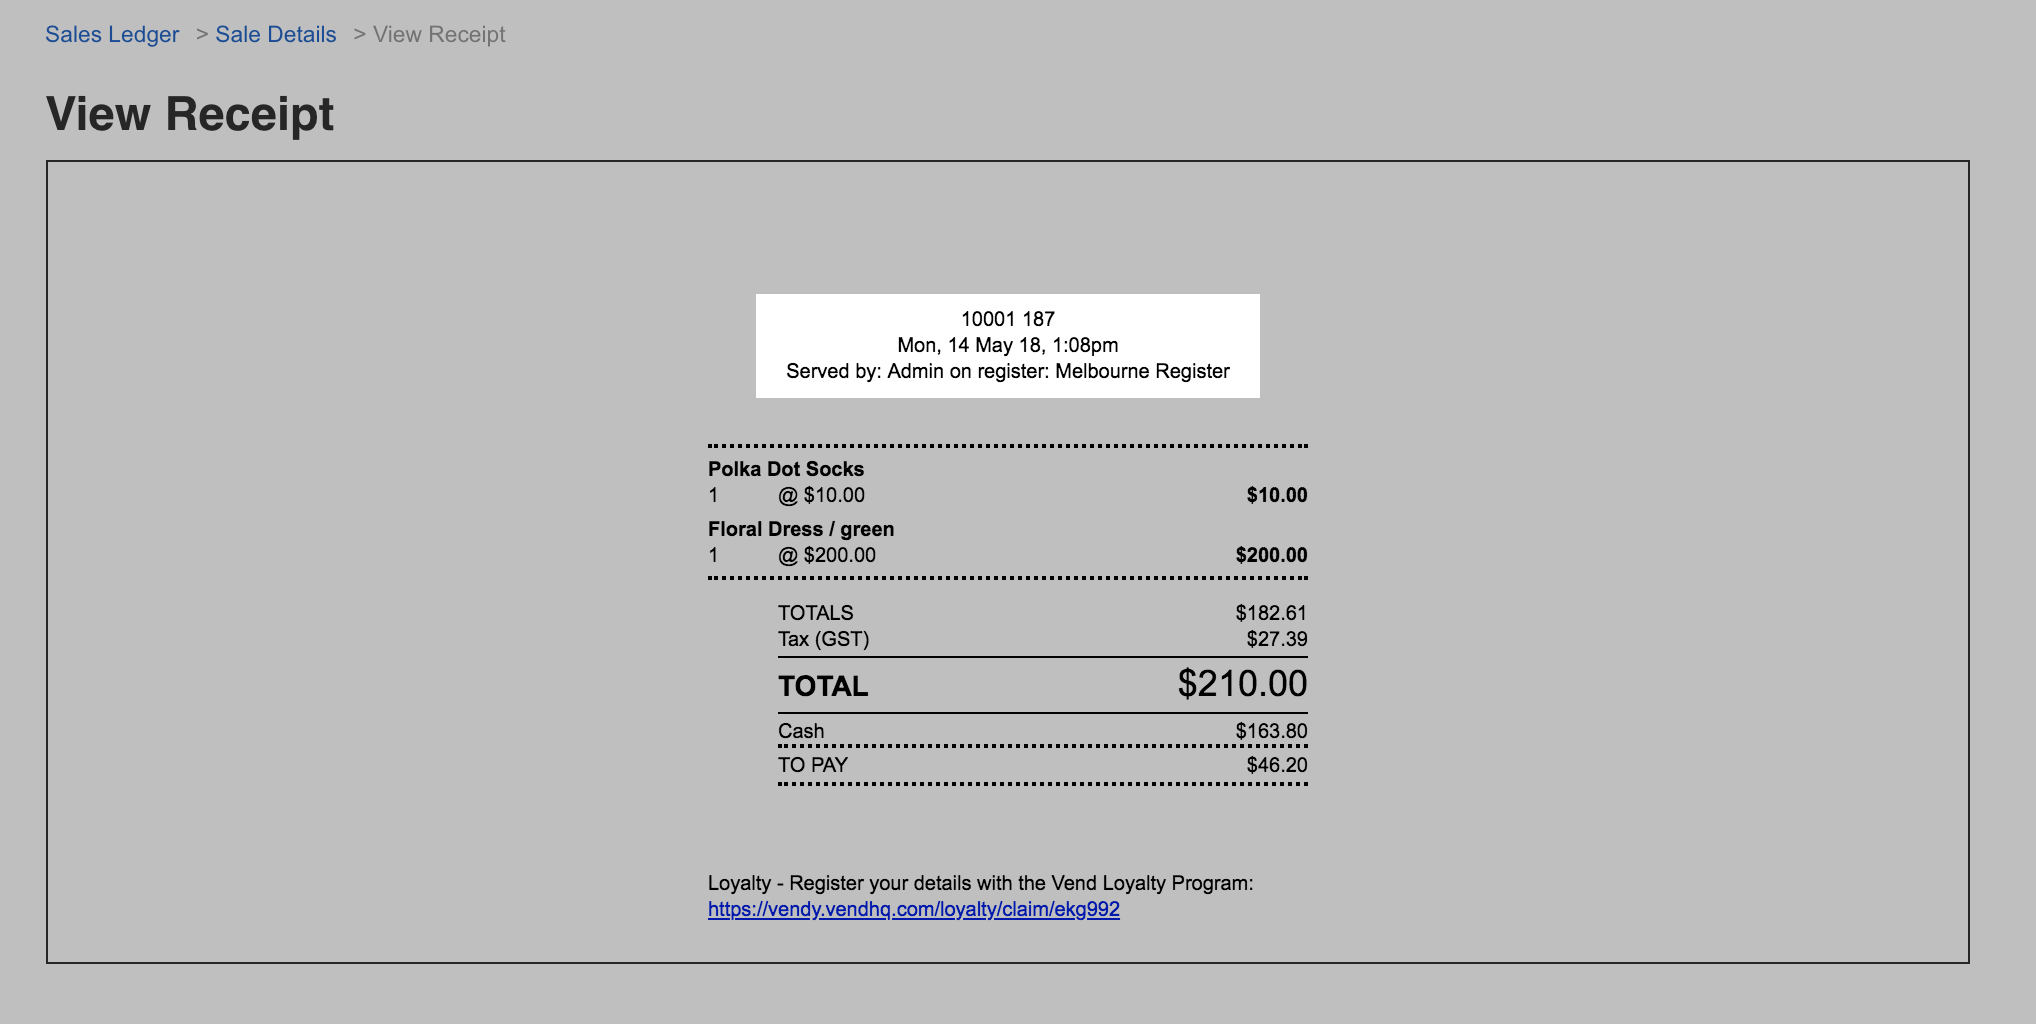 Sales Ledger > Sale Details > View Receipt
View Receipt
10001 187
Mon, 14 May 18, 1:08pm
Served by: Admin on register: Melbourne Register
Polka Dot Socks
1 @ $10.00 $10.00
Floral Dress / green
1 @ $200.00 $200.00
TOTALS $182.61
Tax (GST) $27.39
TOTAL $210.00
Cash $163.80
TO PAY $46.20
Loyalty - Register your details with the Vend Loyalty Program:
https://vendy.vendhq.com/loyalty/claim/ekg992